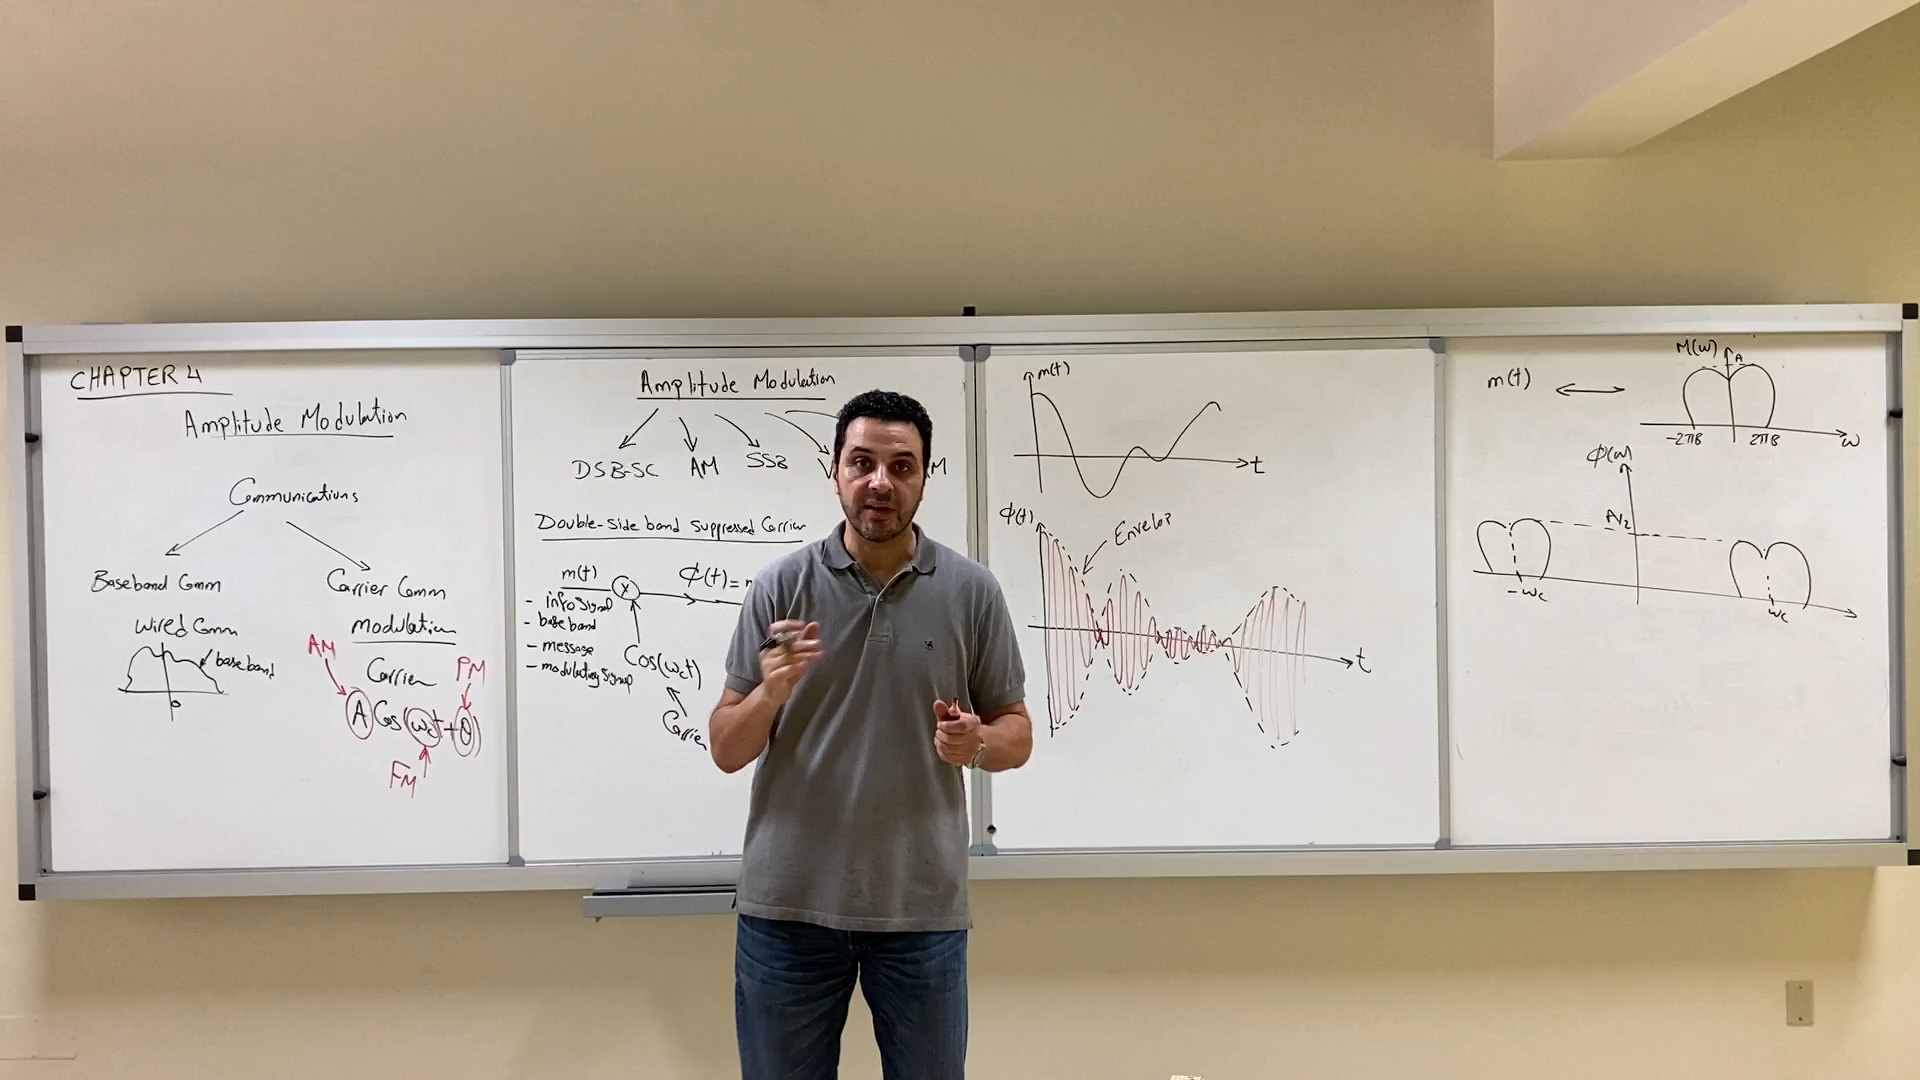 CHAPTER 4
Amplitude Modulation
Communications
Baseband Comm
Carrier Comm
Wired Comm
Modulation
baseband
Carrier
AM
PM
A Cos(ωct+θ)
FM
0
Amplitude Modulation
DSB-SC AM SSB V M
Double-Side band Suppressed Carrier
m(t)
X
φ(t) =
- info signal
- base band
- message
- modulating signal
Cos(ωct)
Carrier
m(t)
t
φ(t)
Envelop
t
m(t)
M(ω)
A
-2πB 2πB ω
φ(ω)
A/2
-ωc
ωc